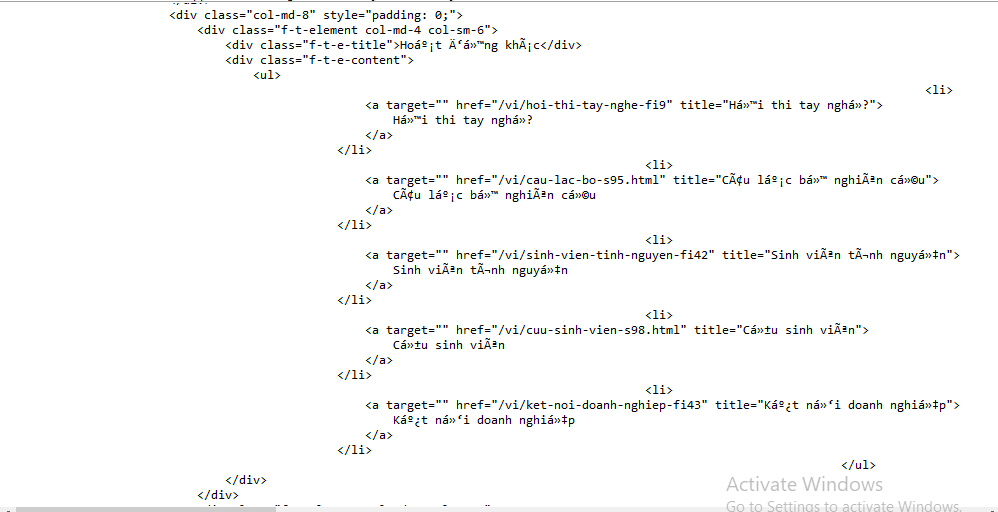 <div class="col-md-8" style="padding: 0;">
<div class="f-t-element col-md-4 col-sm-6">
<div class="f-t-e-title">Hoáº¡t Ä‘á»™ng khÃ¡c</div>
<div class="f-t-e-content">
<ul>
<li>
<a target="" href="/vi/hoi-thi-tay-nghe-fi9" title="Há»™i thi tay nghá»?">
Há»™i thi tay nghá»?
</a>
</li>
<li>
<a target="" href="/vi/cau-lac-bo-s95.html" title="CÃ¢u láº¡c bá»™ nghiÃªn cá»©u">
CÃ¢u láº¡c bá»™ nghiÃªn cá»©u
</a>
</li>
<li>
<a target="" href="/vi/sinh-vien-tinh-nguyen-fi42" title="Sinh viÃªn tÃ¬nh nguyá»‡n">
Sinh viÃªn tÃ¬nh nguyá»‡n
</a>
</li>
<li>
<a target="" href="/vi/cuu-sinh-vien-s98.html" title="Cá»±u sinh viÃªn">
Cá»±u sinh viÃªn
</a>
</li>
<li>
<a target="" href="/vi/ket-noi-doanh-nghiep-fi43" title="Káº¿t ná»‘i doanh nghiá»‡p">
Káº¿t ná»‘i doanh nghiá»‡p
</a>
</li>
</ul>
</div>
</div>
Activate Windows
Go to Settings to activate Windows.